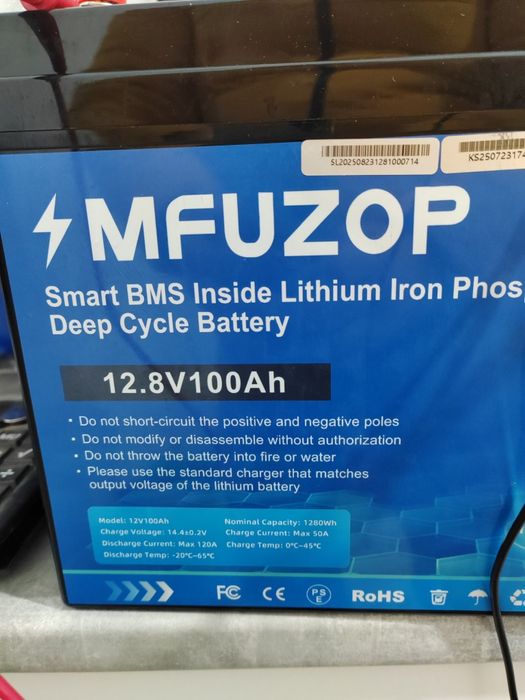 SL202508231281000714
KS250723174
MFUZOP
Smart BMS Inside Lithium Iron Phos
Deep Cycle Battery
12.8V100Ah
• Do not short-circuit the positive and negative poles
• Do not modify or disassemble without authorization
• Do not throw the battery into fire or water
• Please use the standard charger that matches
output voltage of the lithium battery
Model: 12V100Ah
Nominal Capacity: 1280Wh
Charge Voltage: 14.4±0.2V
Charge Current: Max 50A
Discharge Current: Max 120A
Charge Temp: 0°C~45°C
Discharge Temp: -20°C~65°C
FC CE PSE RoHS